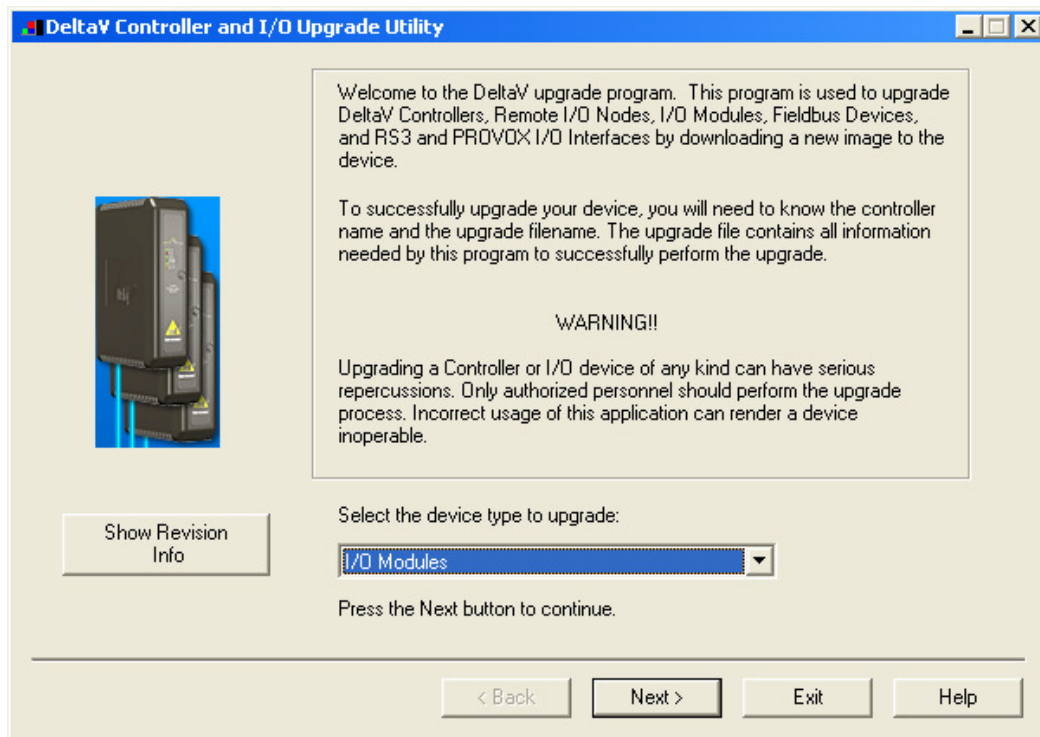 DeltaV Controller and I/O Upgrade Utility
Welcome to the DeltaV upgrade program.  This program is used to upgrade
DeltaV Controllers, Remote I/O Nodes, I/O Modules, Fieldbus Devices,
and RS3 and PROVOX I/O Interfaces by downloading a new image to the
device.
To successfully upgrade your device, you will need to know the controller
name and the upgrade filename. The upgrade file contains all information
needed by this program to successfully perform the upgrade.
WARNING!!
Upgrading a Controller or I/O device of any kind can have serious
repercussions. Only authorized personnel should perform the upgrade
process. Incorrect usage of this application can render a device
inoperable.
Show Revision
Info
Select the device type to upgrade:
I/O Modules
Press the Next button to continue.
< Back
Next >
Exit
Help